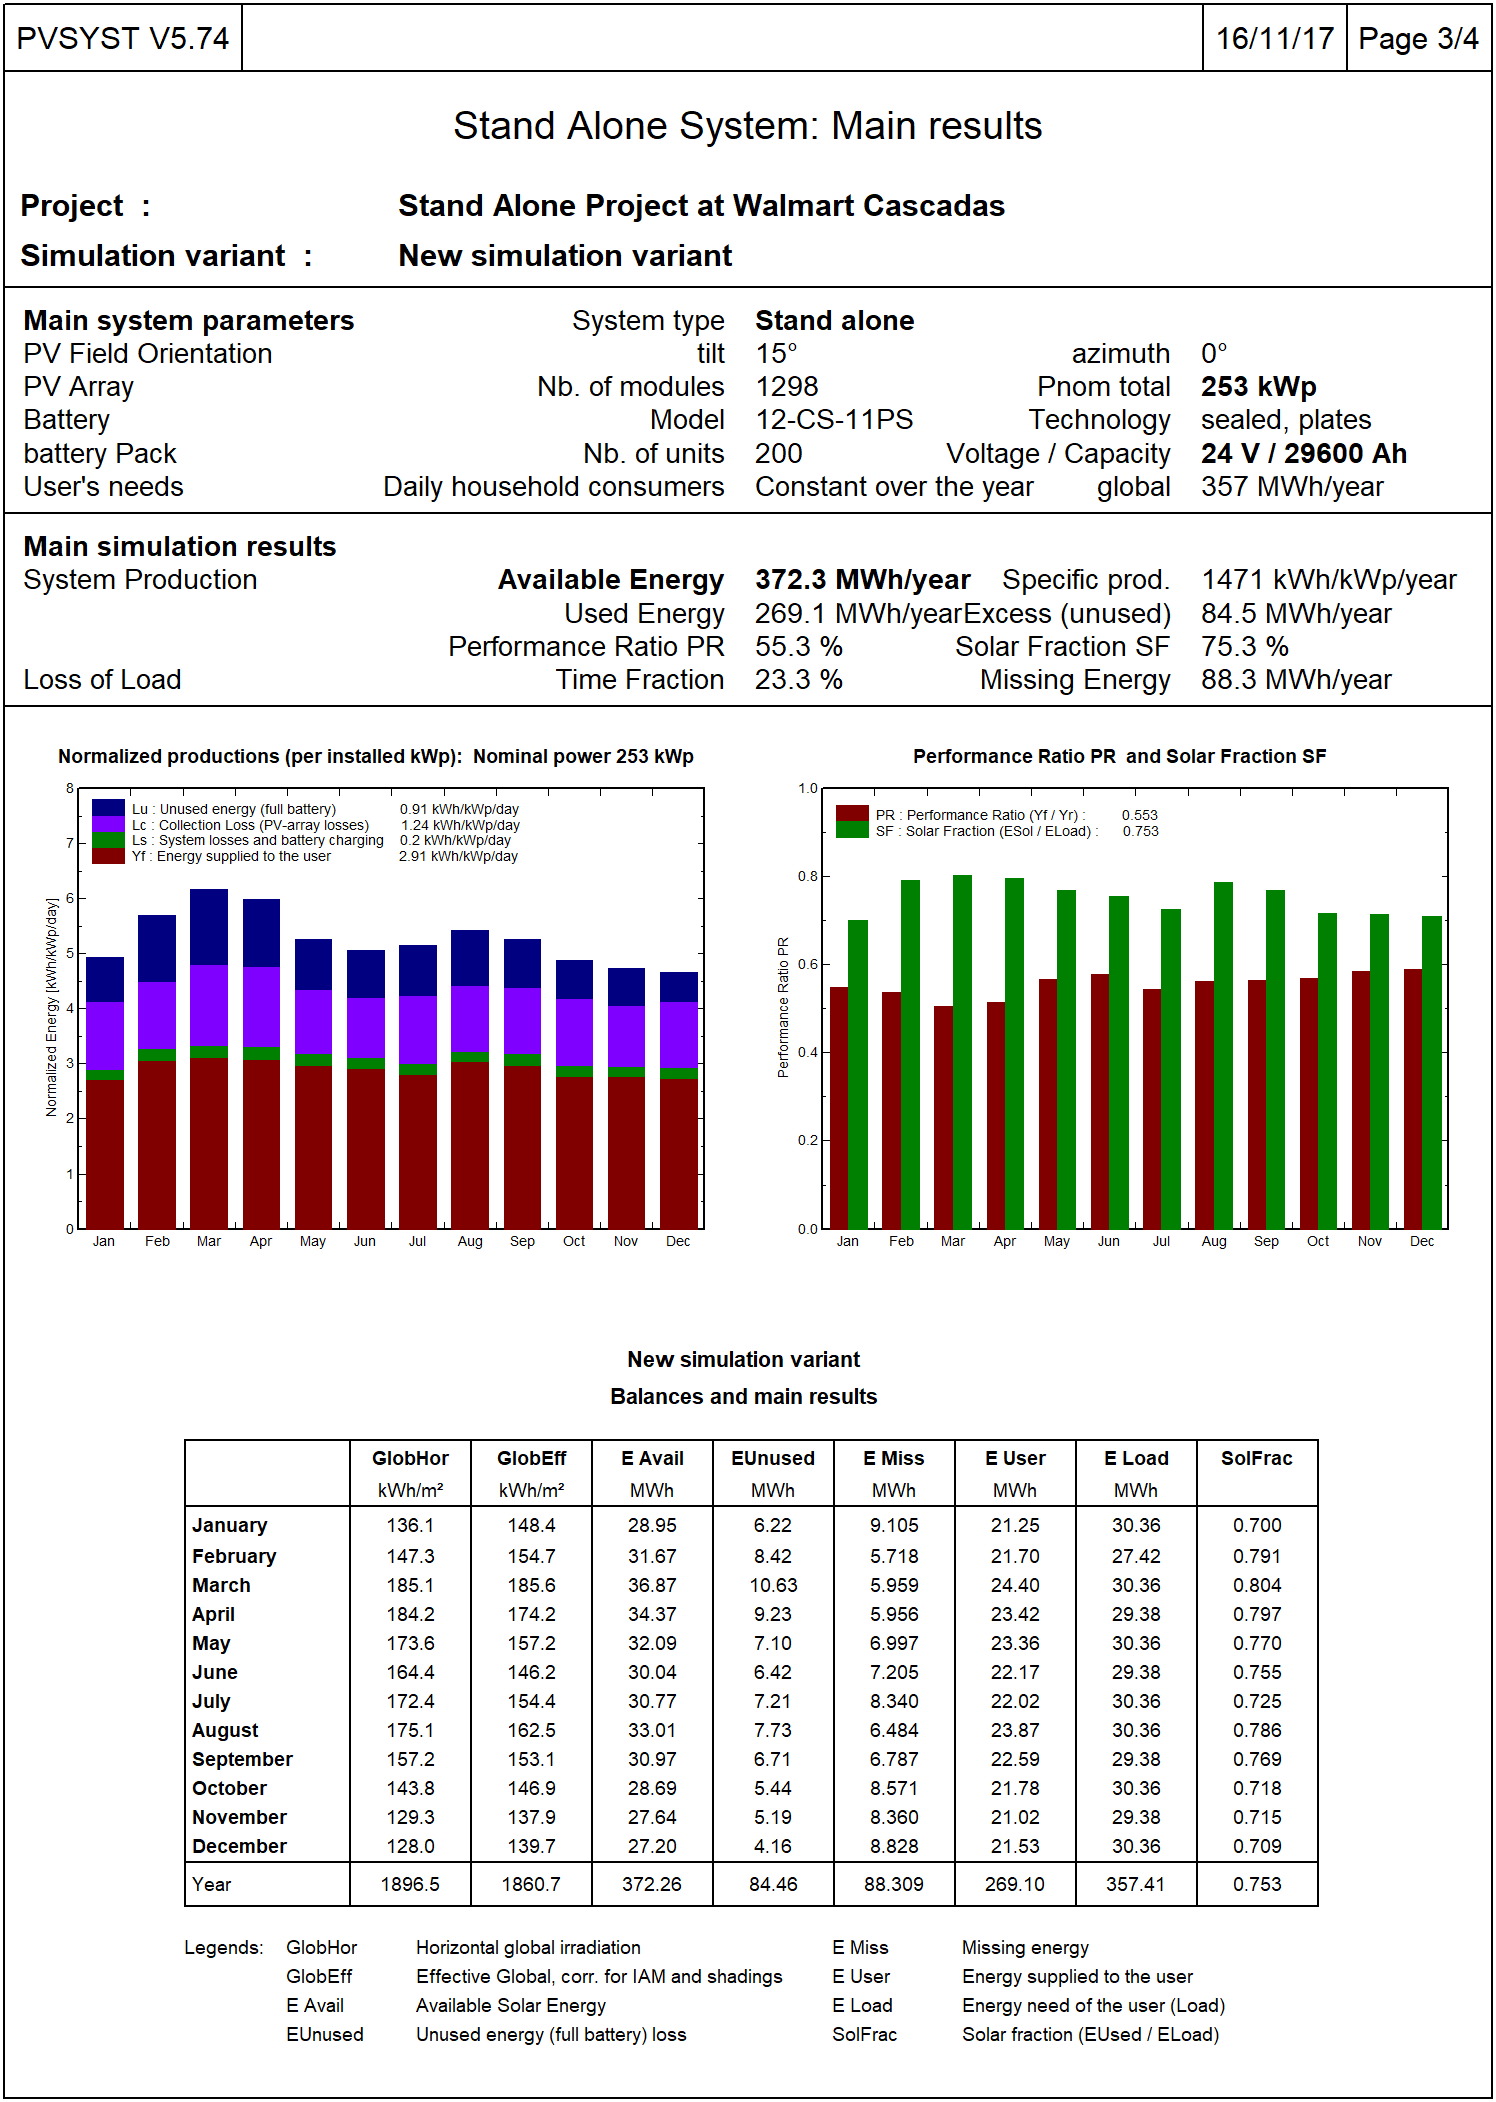 PVSYST V5.74 16/11/17 Page 3/4
Stand Alone System: Main results
Project : Stand Alone Project at Walmart Cascadas
Simulation variant : New simulation variant
Main system parameters System type Stand alone
PV Field Orientation tilt 15° azimuth 0°
PV Array Nb. of modules 1298 Pnom total 253 kWp
Battery Model 12-CS-11PS Technology sealed, plates
battery Pack Nb. of units 200 Voltage / Capacity 24 V / 29600 Ah
User's needs Daily household consumers Constant over the year global 357 MWh/year
Main simulation results
System Production Available Energy 372.3 MWh/year Specific prod. 1471 kWh/kWp/year
Used Energy 269.1 MWh/year Excess (unused) 84.5 MWh/year
Performance Ratio PR 55.3 % Solar Fraction SF 75.3 %
Loss of Load Time Fraction 23.3 % Missing Energy 88.3 MWh/year
Normalized productions (per installed kWp): Nominal power 253 kWp
8
7
6
5
4
3
2
1
0
Normalized Energy [kWh/kWp/day]
Lu : Unused energy (full battery) 0.91 kWh/kWp/day
Lc : Collection Loss (PV-array losses) 1.24 kWh/kWp/day
Ls : System losses and battery charging 0.2 kWh/kWp/day
Yf : Energy supplied to the user 2.91 kWh/kWp/day
Jan Feb Mar Apr May Jun Jul Aug Sep Oct Nov Dec
Performance Ratio PR and Solar Fraction SF
1.0
0.8
0.6
0.4
0.2
0.0
Performance Ratio PR
PR : Performance Ratio (Yf / Yr) : 0.553
SF : Solar Fraction (ESol / ELoad) : 0.753
Jan Feb Mar Apr May Jun Jul Aug Sep Oct Nov Dec
New simulation variant
Balances and main results
GlobHor GlobEff E Avail EUnused E Miss E User E Load SolFrac
kWh/m² kWh/m² MWh MWh MWh MWh MWh
January 136.1 148.4 28.95 6.22 9.105 21.25 30.36 0.700
February 147.3 154.7 31.67 8.42 5.718 21.70 27.42 0.791
March 185.1 185.6 36.87 10.63 5.959 24.40 30.36 0.804
April 184.2 174.2 34.37 9.23 5.956 23.42 29.38 0.797
May 173.6 157.2 32.09 7.10 6.997 23.36 30.36 0.770
June 164.4 146.2 30.04 6.42 7.205 22.17 29.38 0.755
July 172.4 154.4 30.77 7.21 8.340 22.02 30.36 0.725
August 175.1 162.5 33.01 7.73 6.484 23.87 30.36 0.786
September 157.2 153.1 30.97 6.71 6.787 22.59 29.38 0.769
October 143.8 146.9 28.69 5.44 8.571 21.78 30.36 0.718
November 129.3 137.9 27.64 5.19 8.360 21.02 29.38 0.715
December 128.0 139.7 27.20 4.16 8.828 21.53 30.36 0.709
Year 1896.5 1860.7 372.26 84.46 88.309 269.10 357.41 0.753
Legends: GlobHor Horizontal global irradiation E Miss Missing energy
GlobEff Effective Global, corr. for IAM and shadings E User Energy supplied to the user
E Avail Available Solar Energy E Load Energy need of the user (Load)
EUnused Unused energy (full battery) loss SolFrac Solar fraction (EUsed / ELoad)